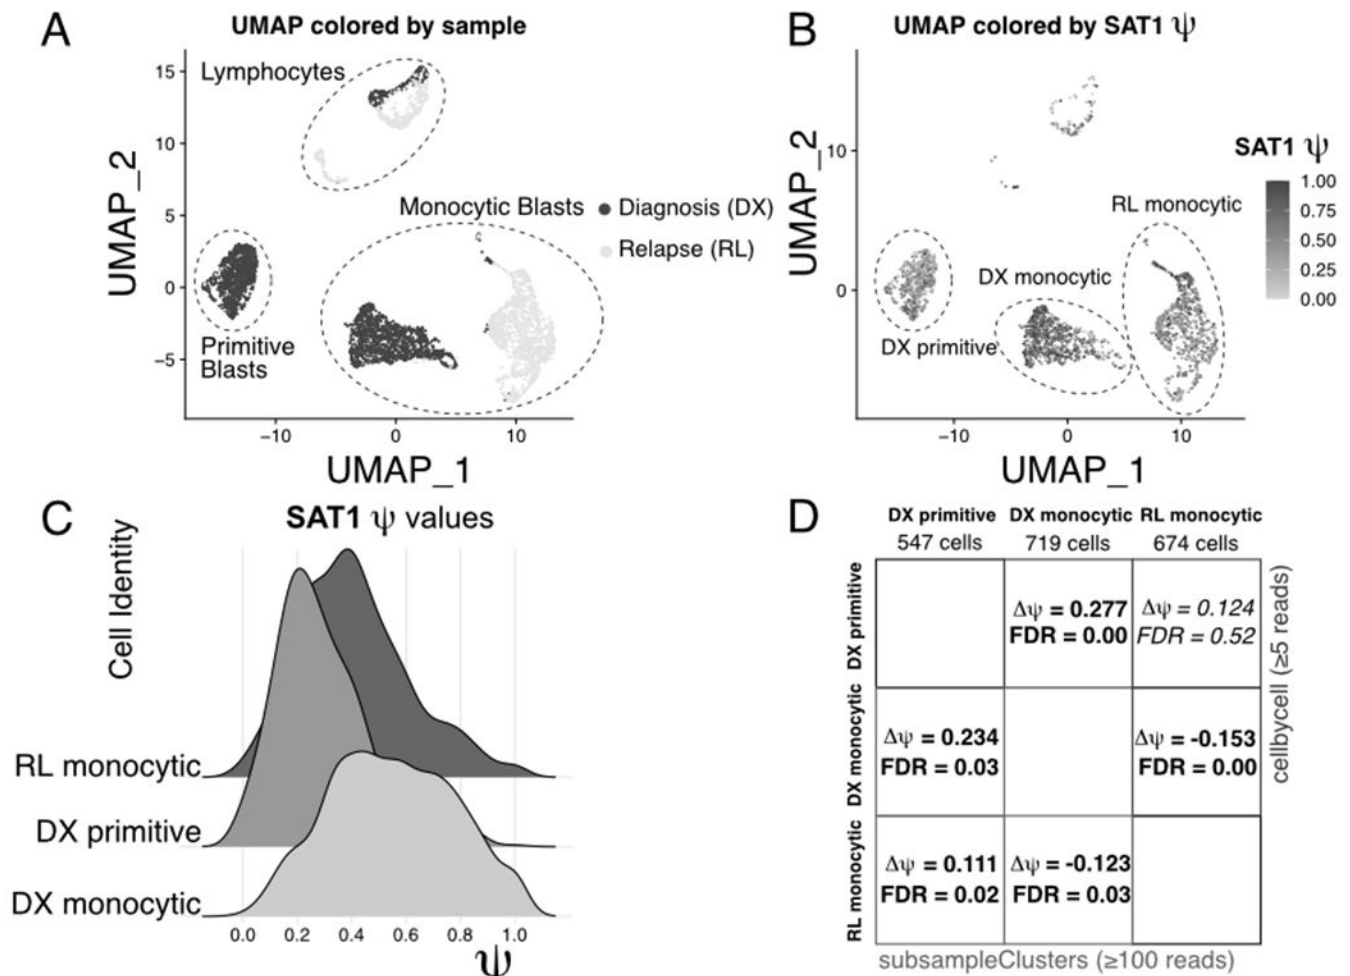 A
UMAP colored by sample
UMAP_2
15
10
5
0
−5
−10
0
10
UMAP_1
Lymphocytes
Monocytic Blasts
Primitive
Blasts
Diagnosis (DX)
Relapse (RL)
B
UMAP colored by SAT1 ψ
UMAP_2
10
0
−10
0
10
UMAP_1
RL monocytic
DX monocytic
DX primitive
SAT1 ψ
1.00
0.75
0.50
0.25
0.00
C
SAT1 ψ values
Cell Identity
RL monocytic
DX primitive
DX monocytic
0.0
0.2
0.4
0.6
0.8
1.0
ψ
D
DX primitive DX monocytic RL monocytic
547 cells 719 cells 674 cells
DX primitive
Δψ = 0.277
FDR = 0.00
Δψ = 0.124
FDR = 0.52
DX monocytic
Δψ = 0.234
FDR = 0.03
Δψ = -0.153
FDR = 0.00
RL monocytic
Δψ = 0.111
FDR = 0.02
Δψ = -0.123
FDR = 0.03
cellbycell (≥5 reads)
subsampleClusters (≥100 reads)